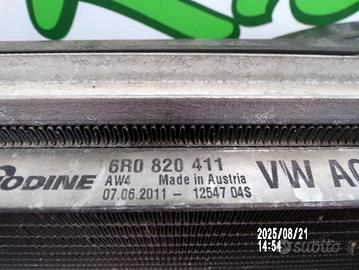 6R0 820 411
AW4 Made in Austria
07.06.2011 - 12547 04S
ODINE
VW AG
2025/08/21
14:54
subito